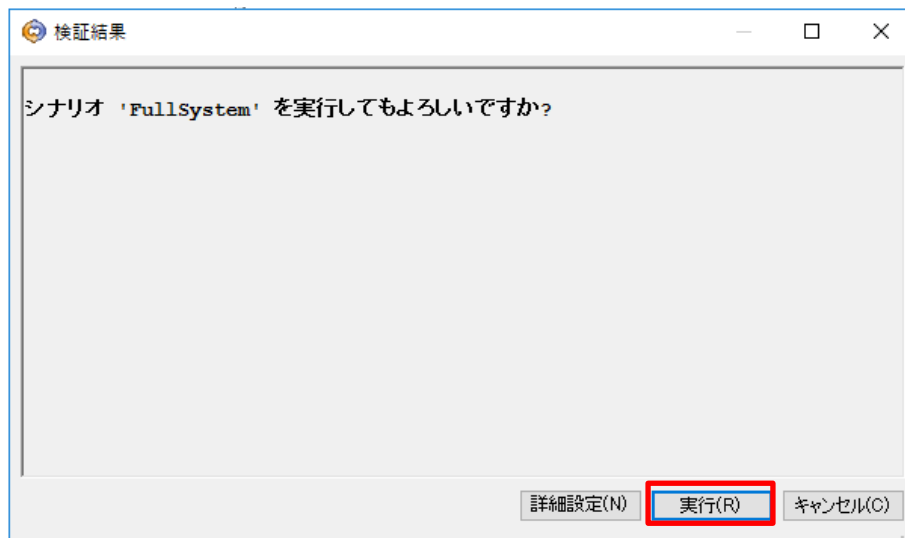 検証結果
シナリオ 'FullSystem' を実行してもよろしいですか?
詳細設定(N) 実行(R) キャンセル(C)